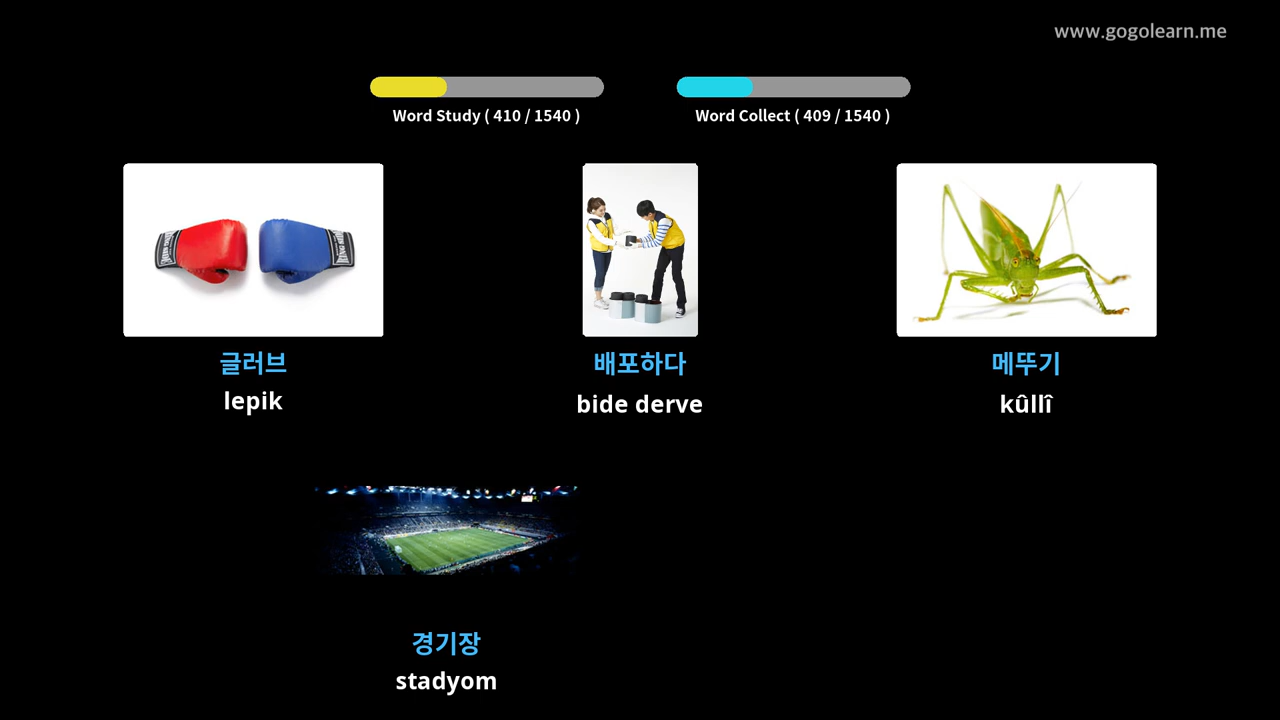 www.gogolearn.me
Word Study ( 410 / 1540 )
Word Collect ( 409 / 1540 )
글러브
lepik
배포하다
bide derve
메뚜기
kûllî
경기장
stadyom